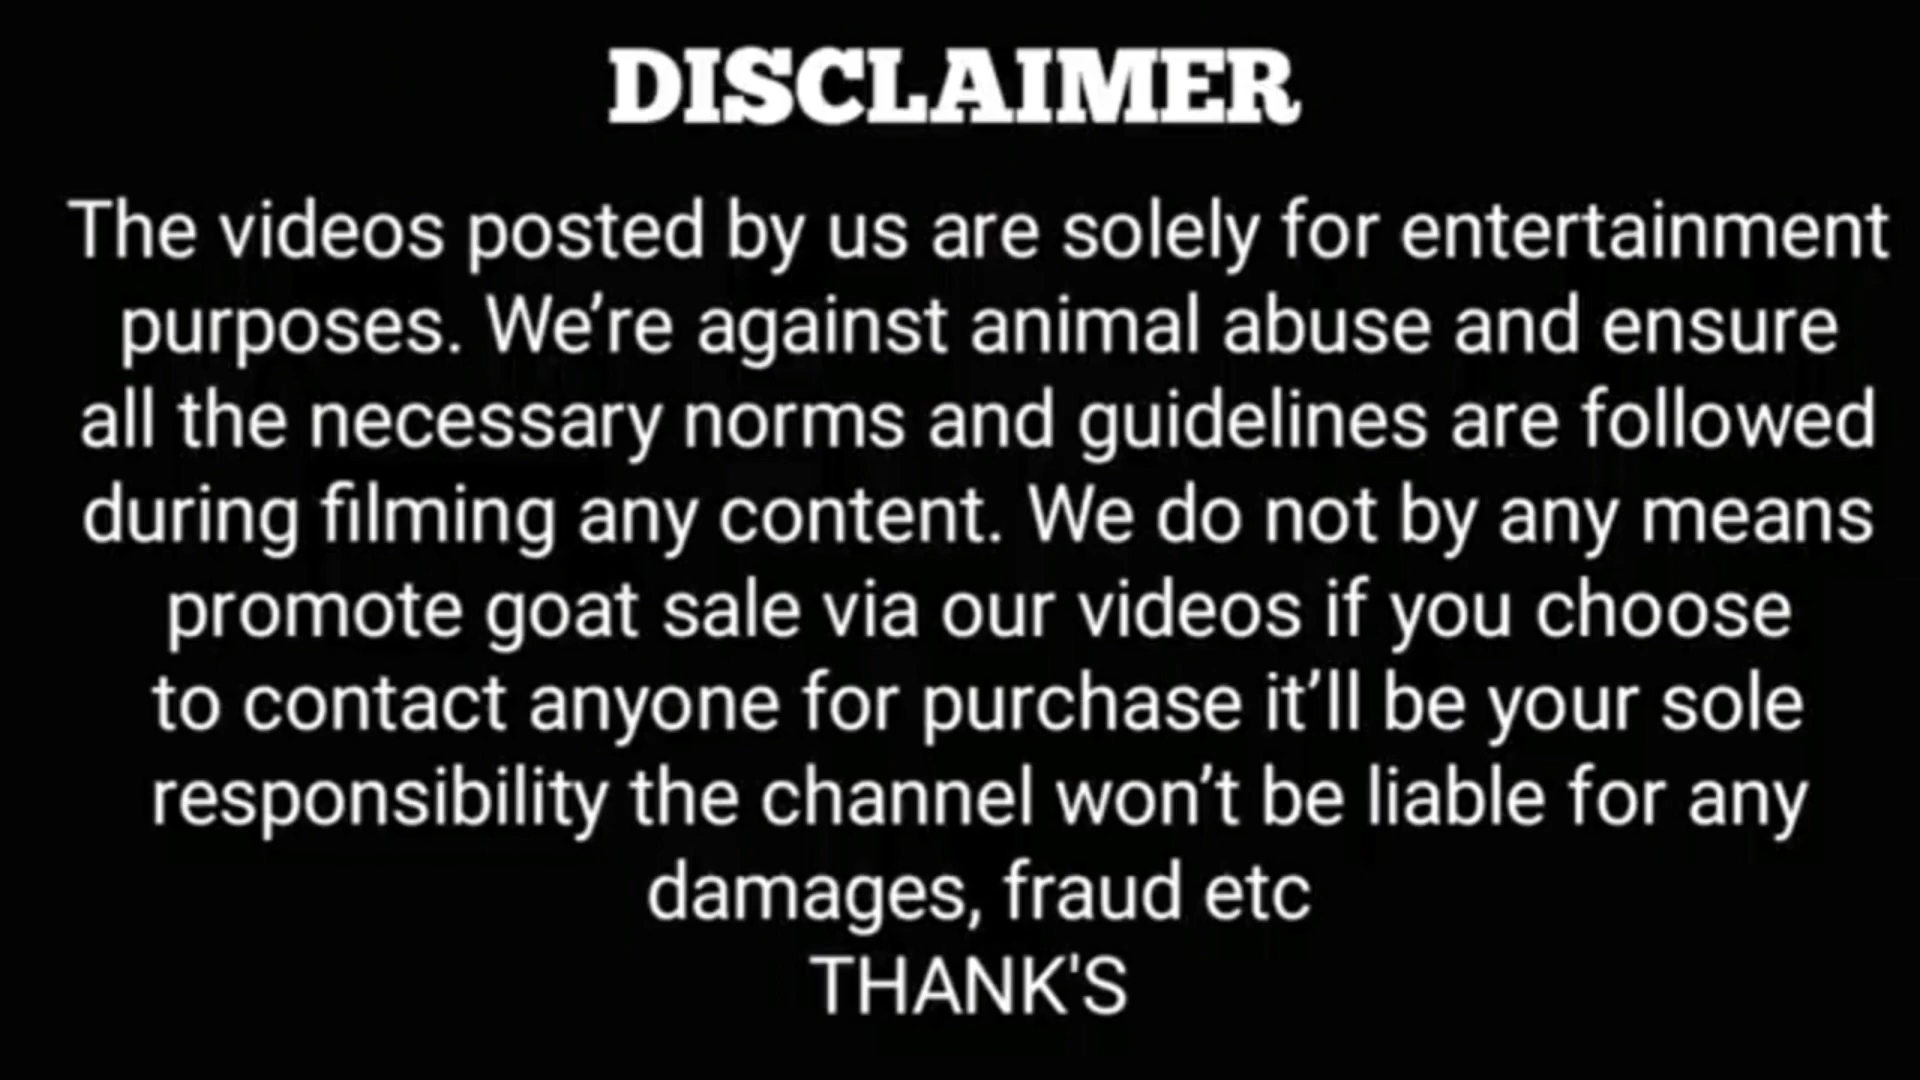 DISCLAIMER
The videos posted by us are solely for entertainment
purposes. We’re against animal abuse and ensure
all the necessary norms and guidelines are followed
during filming any content. We do not by any means
promote goat sale via our videos if you choose
to contact anyone for purchase it’ll be your sole
responsibility the channel won’t be liable for any
damages, fraud etc
THANK'S